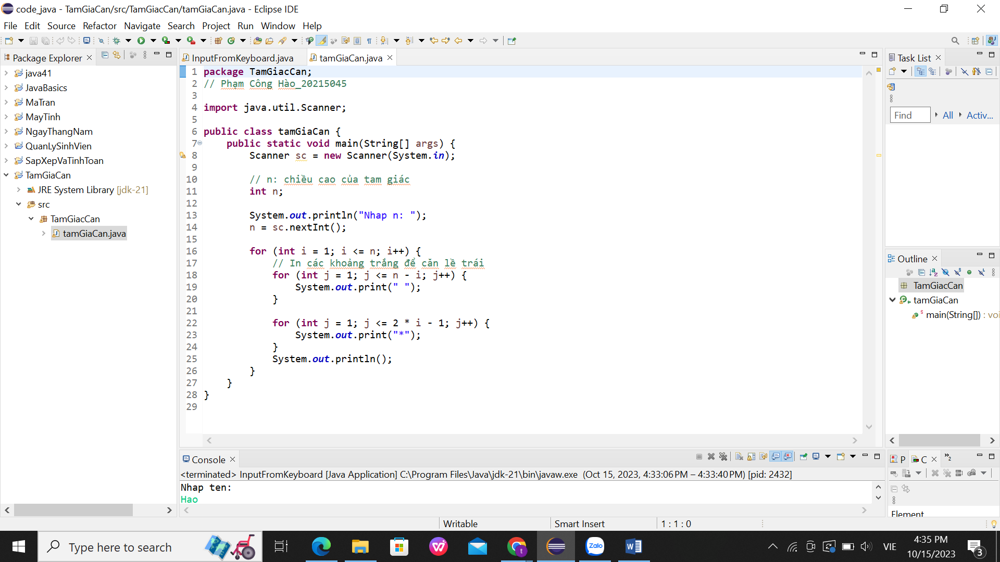 code_java - TamGiaCan/src/TamGiacCan/tamGiaCan.java - Eclipse IDE
File Edit Source Refactor Navigate Search Project Run Window Help
Package Explorer
java41
JavaBasics
MaTran
MayTinh
NgayThangNam
QuanLySinhVien
SapXepVaTinhToan
TamGiaCan
JRE System Library [jdk-21]
src
TamGiacCan
tamGiaCan.java
InputFromKeyboard.java tamGiaCan.java
1 package TamGiacCan;
2 // Phạm Công Hào_20215045
3
4 import java.util.Scanner;
5
6 public class tamGiaCan {
7 public static void main(String[] args) {
8 Scanner sc = new Scanner(System.in);
9
10 // n: chiều cao của tam giác
11 int n;
12
13 System.out.println("Nhap n: ");
14 n = sc.nextInt();
15
16 for (int i = 1; i <= n; i++) {
17 // In các khoảng trắng để căn lề trái
18 for (int j = 1; j <= n - i; j++) {
19 System.out.print(" ");
20 }
21
22 for (int j = 1; j <= 2 * i - 1; j++) {
23 System.out.print("*");
24 }
25 System.out.println();
26 }
27 }
28 }
29
Console
<terminated> InputFromKeyboard [Java Application] C:\Program Files\Java\jdk-21\bin\javaw.exe (Oct 15, 2023, 4:33:06 PM – 4:33:40 PM) [pid: 2432]
Nhap ten:
Hao
Task List
Find All Activ...
Outline
TamGiacCan
tamGiaCan
main(String[]) : voi
P C
Element
Writable Smart Insert 1 : 1 : 0
Type here to search
Zalo
VIE
4:35 PM
10/15/2023
3